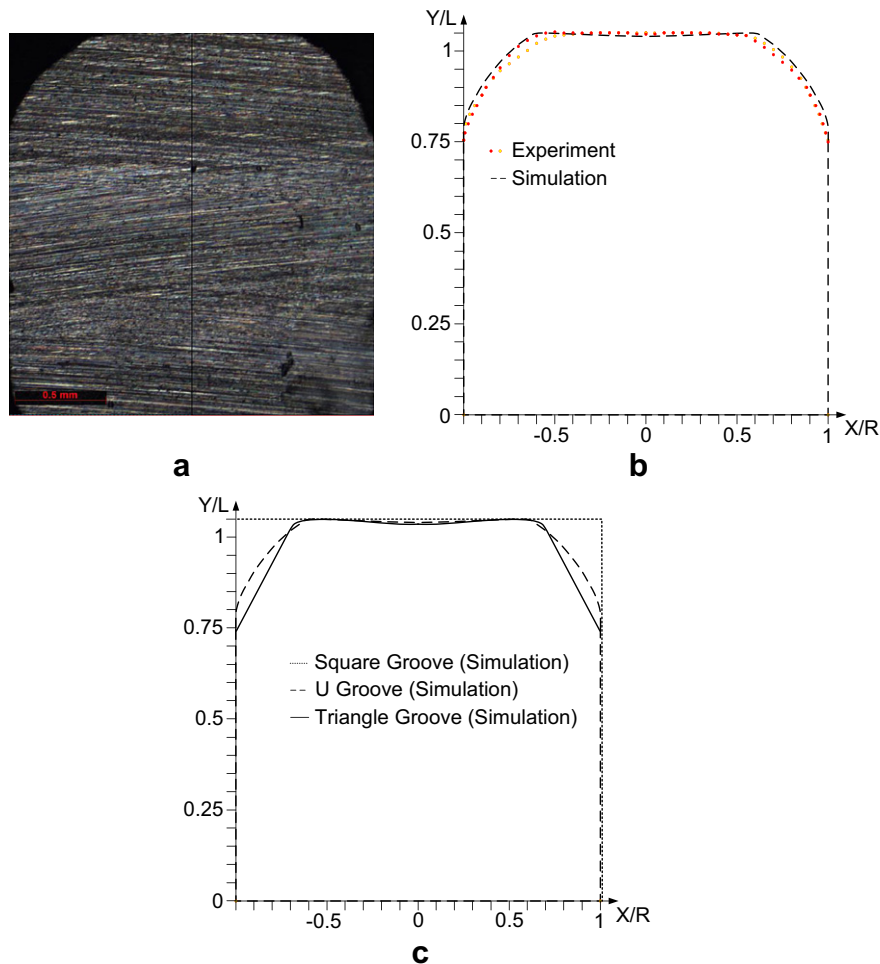 0.5 mm
a
Y/L
1
0.75
0.5
0.25
0
Experiment
Simulation
-0.5 0 0.5 1 X/R
b
Y/L
1
0.75
0.5
0.25
0
Square Groove (Simulation)
U Groove (Simulation)
Triangle Groove (Simulation)
-0.5 0 0.5 1 X/R
c